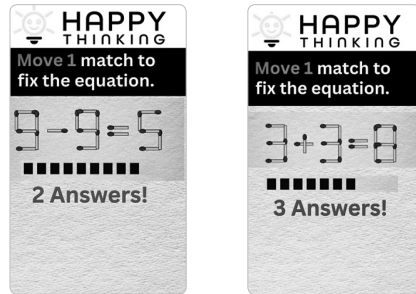 HAPPY
THINKING
Move 1 match to
fix the equation.
9-9=5
2 Answers!
HAPPY
THINKING
Move 1 match to
fix the equation.
3+3=8
3 Answers!